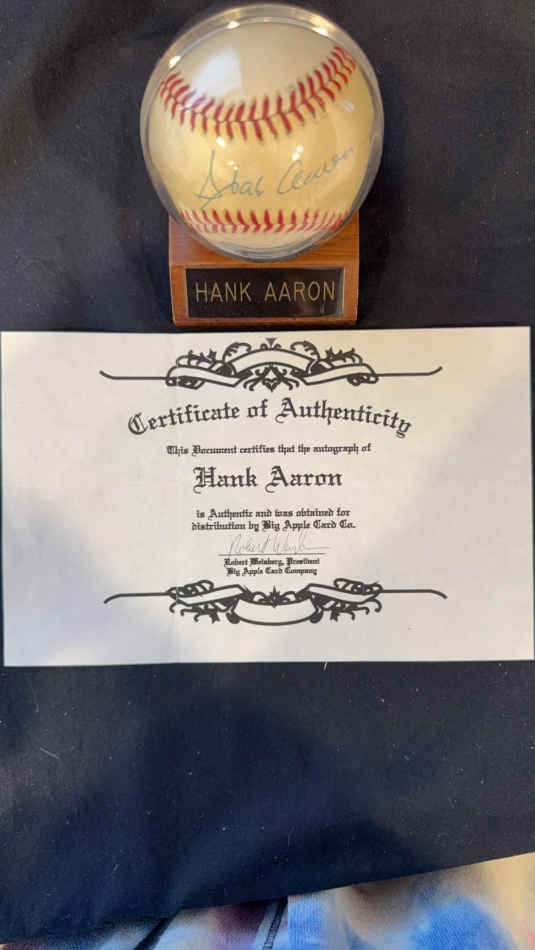 Hank Aaron
HANK AARON
Certificate of Authenticity
This Document certifies that the autograph of
Hank Aaron
is Authentic and was obtained for
distribution by Big Apple Card Co.
Robert Weisberg, President
Big Apple Card Company